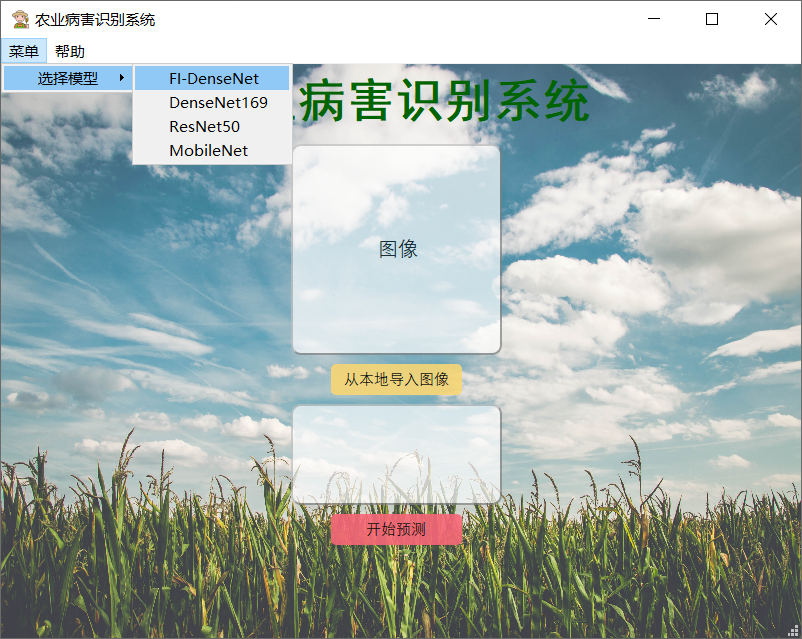 农业病害识别系统
菜单 帮助
选择模型
FI-DenseNet
DenseNet169
ResNet50
MobileNet
病害识别系统
图像
从本地导入图像
开始预测